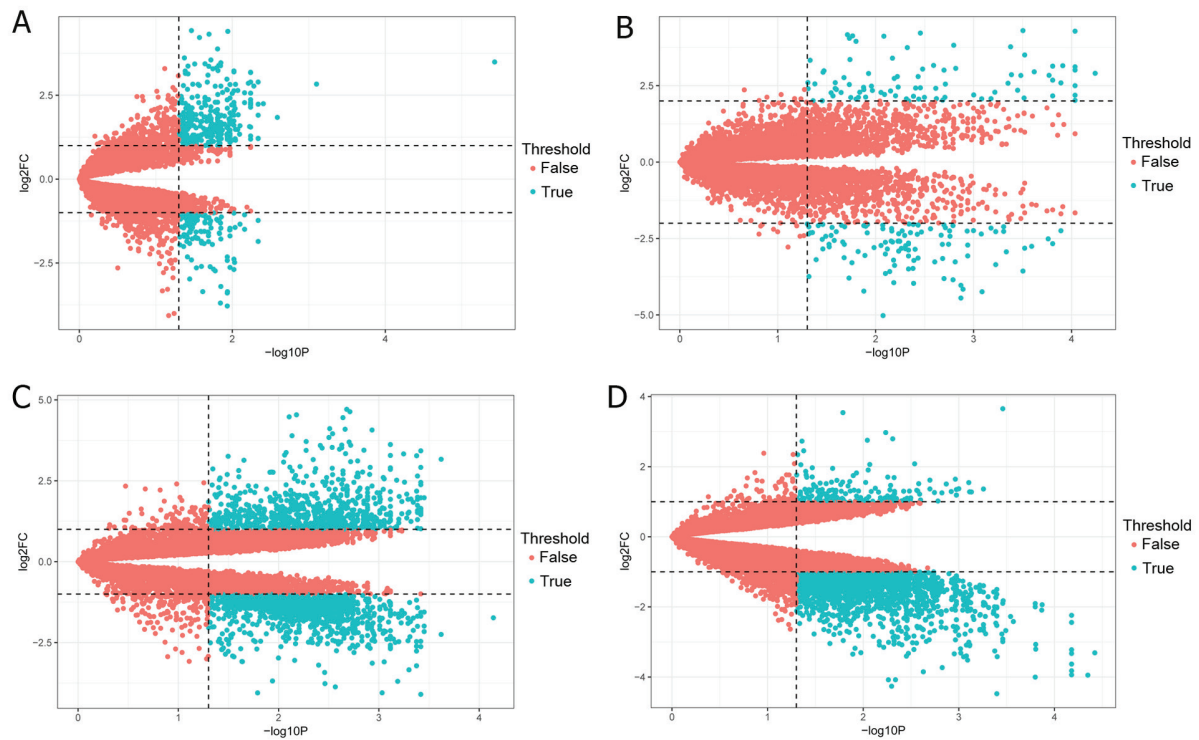 A
log2FC
2.5
0.0
−2.5
0
2
4
−log10P
Threshold
False
True
B
log2FC
2.5
0.0
−2.5
−5.0
0
1
2
3
4
−log10P
Threshold
False
True
C
log2FC
5.0
2.5
0.0
−2.5
0
1
2
3
4
−log10P
Threshold
False
True
D
log2FC
4
2
0
−2
−4
0
1
2
3
4
−log10P
Threshold
False
True